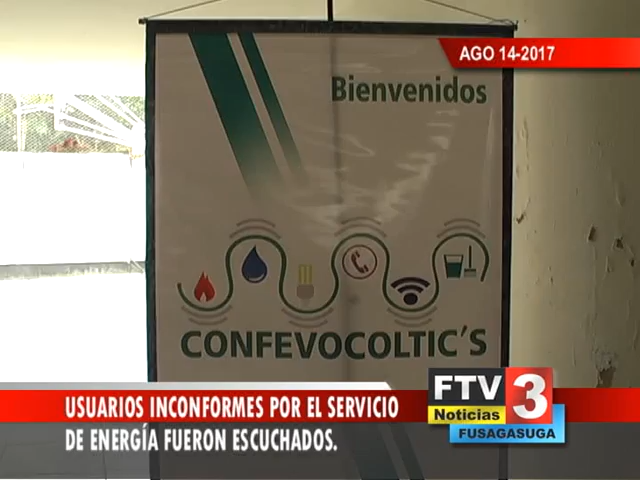 AGO 14-2017
Bienvenidos
CONFEVOCOLTIC'S
USUARIOS INCONFORMES POR EL SERVICIO
DE ENERGÍA FUERON ESCUCHADOS.
FTV 3
Noticias
FUSAGASUGA